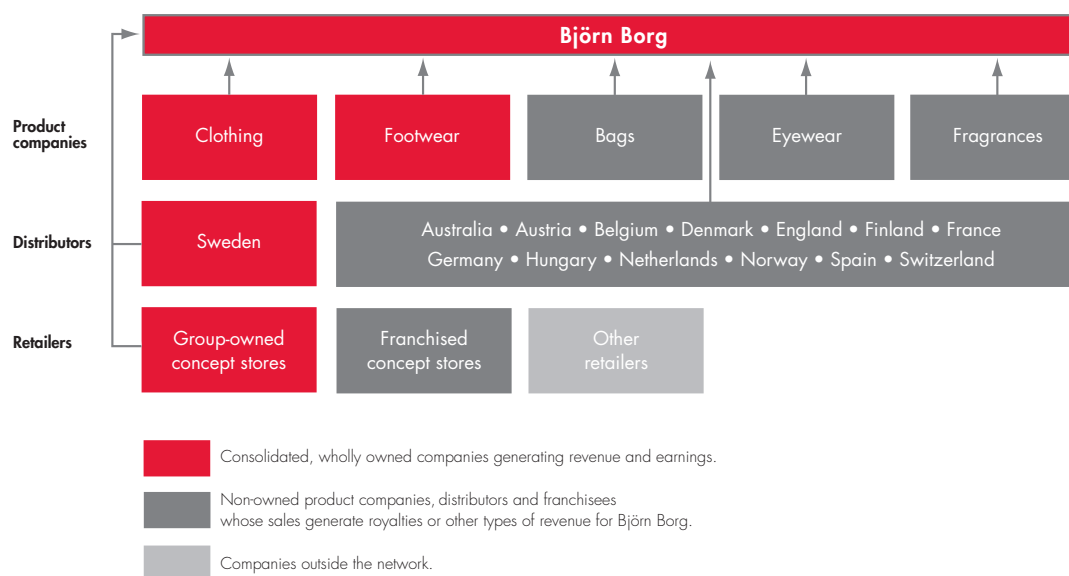 Björn Borg
Product
companies
Clothing
Footwear
Bags
Eyewear
Fragrances
Distributors
Sweden
Australia • Austria • Belgium • Denmark • England • Finland • France
Germany • Hungary • Netherlands • Norway • Spain • Switzerland
Retailers
Group-owned
concept stores
Franchised
concept stores
Other
retailers
Consolidated, wholly owned companies generating revenue and earnings.
Non-owned product companies, distributors and franchisees
whose sales generate royalties or other types of revenue for Björn Borg.
Companies outside the network.